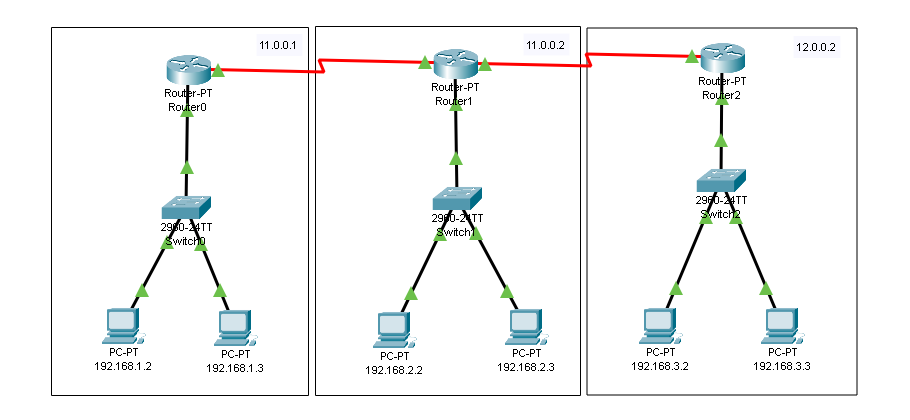 11.0.0.1
11.0.0.2
12.0.0.2
Router-PT
Router0
Router-PT
Router1
Router-PT
Router2
2960-24TT
Switch0
2960-24TT
Switch1
2960-24TT
Switch2
PC-PT
192.168.1.2
PC-PT
192.168.1.3
PC-PT
192.168.2.2
PC-PT
192.168.2.3
PC-PT
192.168.3.2
PC-PT
192.168.3.3